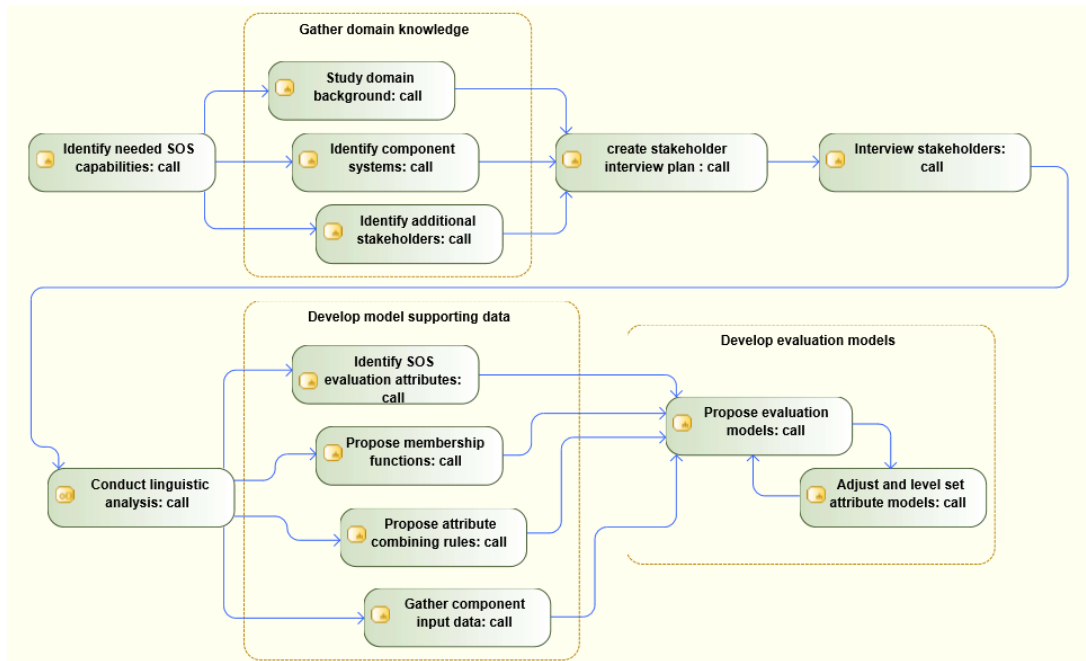 Gather domain knowledge
Study domain
background: call
Identify needed SOS
capabilities: call
Identify component
systems: call
create stakeholder
interview plan : call
Interview stakeholders:
call
Identify additional
stakeholders: call
Develop model supporting data
Develop evaluation models
Identify SOS
evaluation attributes:
call
Propose evaluation
models: call
Propose membership
functions: call
Conduct linguistic
analysis: call
Adjust and level set
attribute models: call
Propose attribute
combining rules: call
Gather component
input data: call